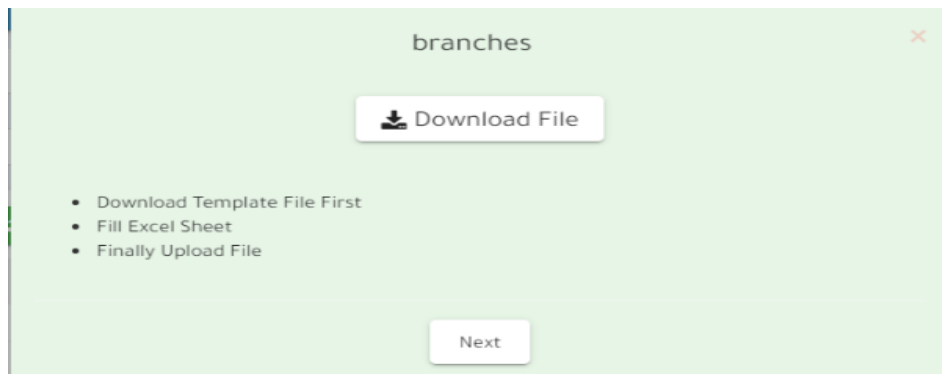 branches
Download File
Download Template File First
Fill Excel Sheet
Finally Upload File
Next